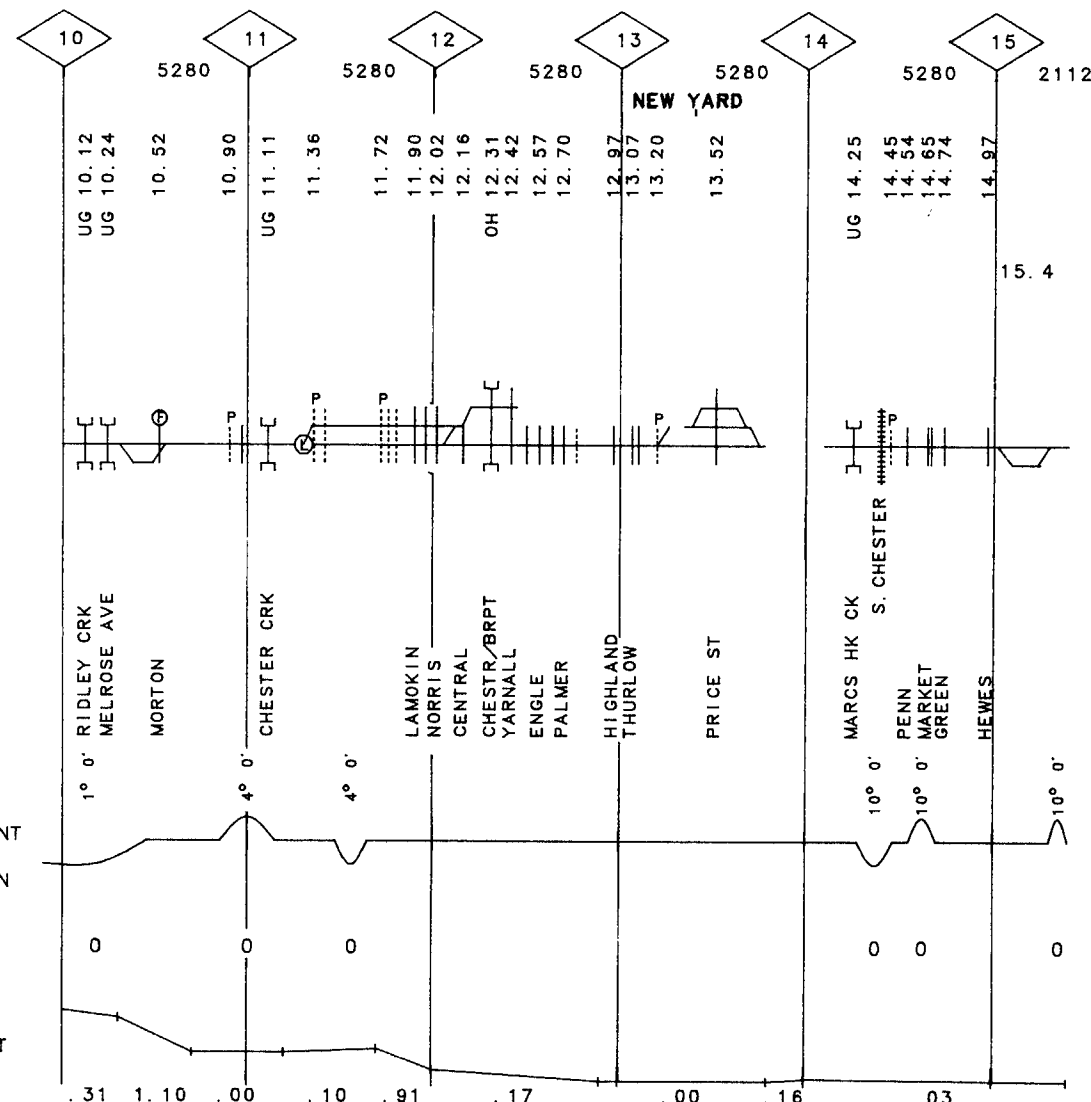 10 11 12 13 14 15
5280 5280 5280 5280 5280 2112
NEW YARD
UG 10.12
UG 10.24
10.52
10.90
UG 11.11
11.36
11.72
11.90
12.02
12.16
OH 12.31
12.42
12.57
12.70
12.97
13.07
13.20
13.52
UG 14.25
14.45
14.54
14.65
14.74
14.97
15.4
F
P
P
P
P
P
RIDLEY CRK
MELROSE AVE
MORTON
CHESTER CRK
LAMOKIN
NORRIS
CENTRAL
CHESTR/BRPT
YARNALL
ENGLE
PALMER
HIGHLAND
THURLOW
PRICE ST
MARCS HK CK
S. CHESTER
PENN
MARKET
GREEN
HEWES
1° 0' 4° 0' 4° 0' 10° 0' 10° 0' 10° 0'
NT
N
0 0 0 0 0 0
T
.31 1.10 .00 .10 .91 .17 .00 .16 .03